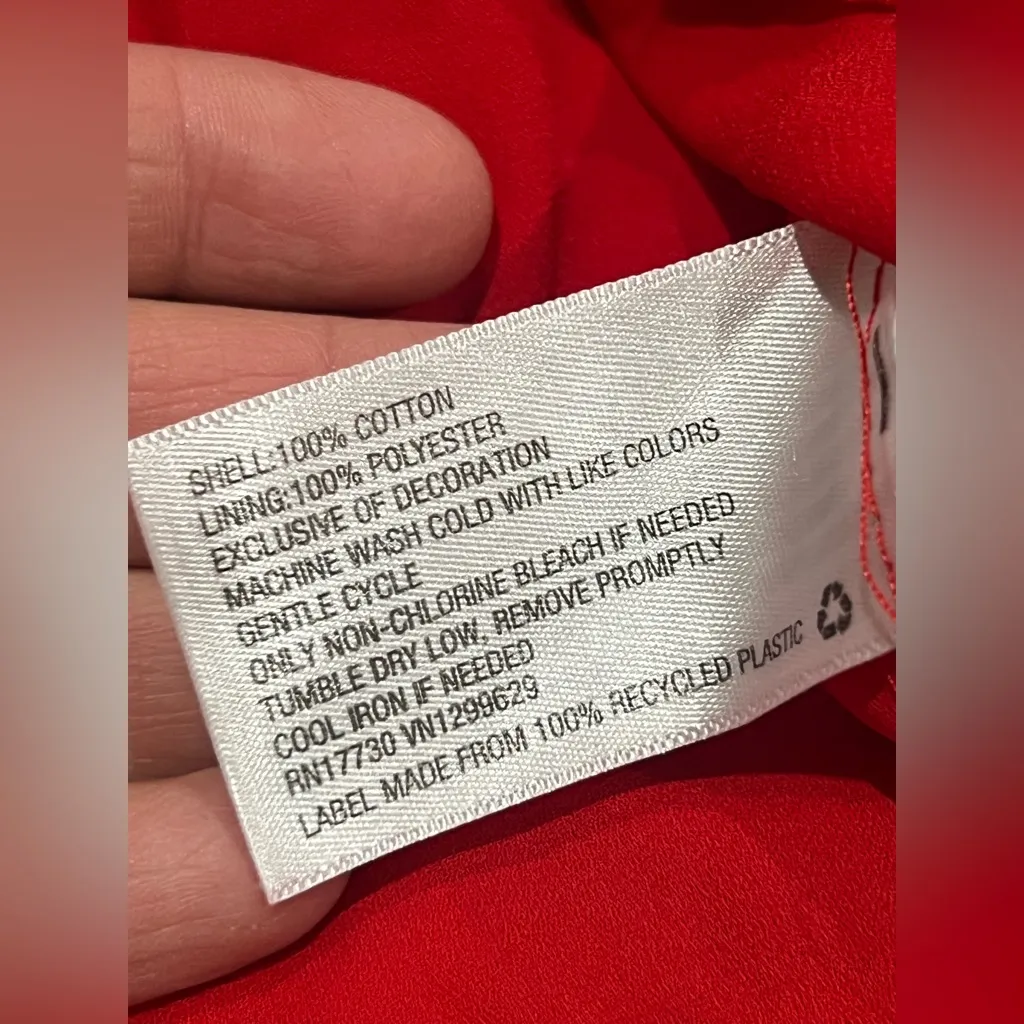 SHELL:100% COTTON
LINING:100% POLYESTER
EXCLUSIVE OF DECORATION
MACHINE WASH COLD WITH LIKE COLORS
GENTLE CYCLE
ONLY NON-CHLORINE BLEACH IF NEEDED
TUMBLE DRY LOW, REMOVE PROMPTLY
COOL IRON IF NEEDED
RN17730 VN1299629
LABEL MADE FROM 100% RECYCLED PLASTIC